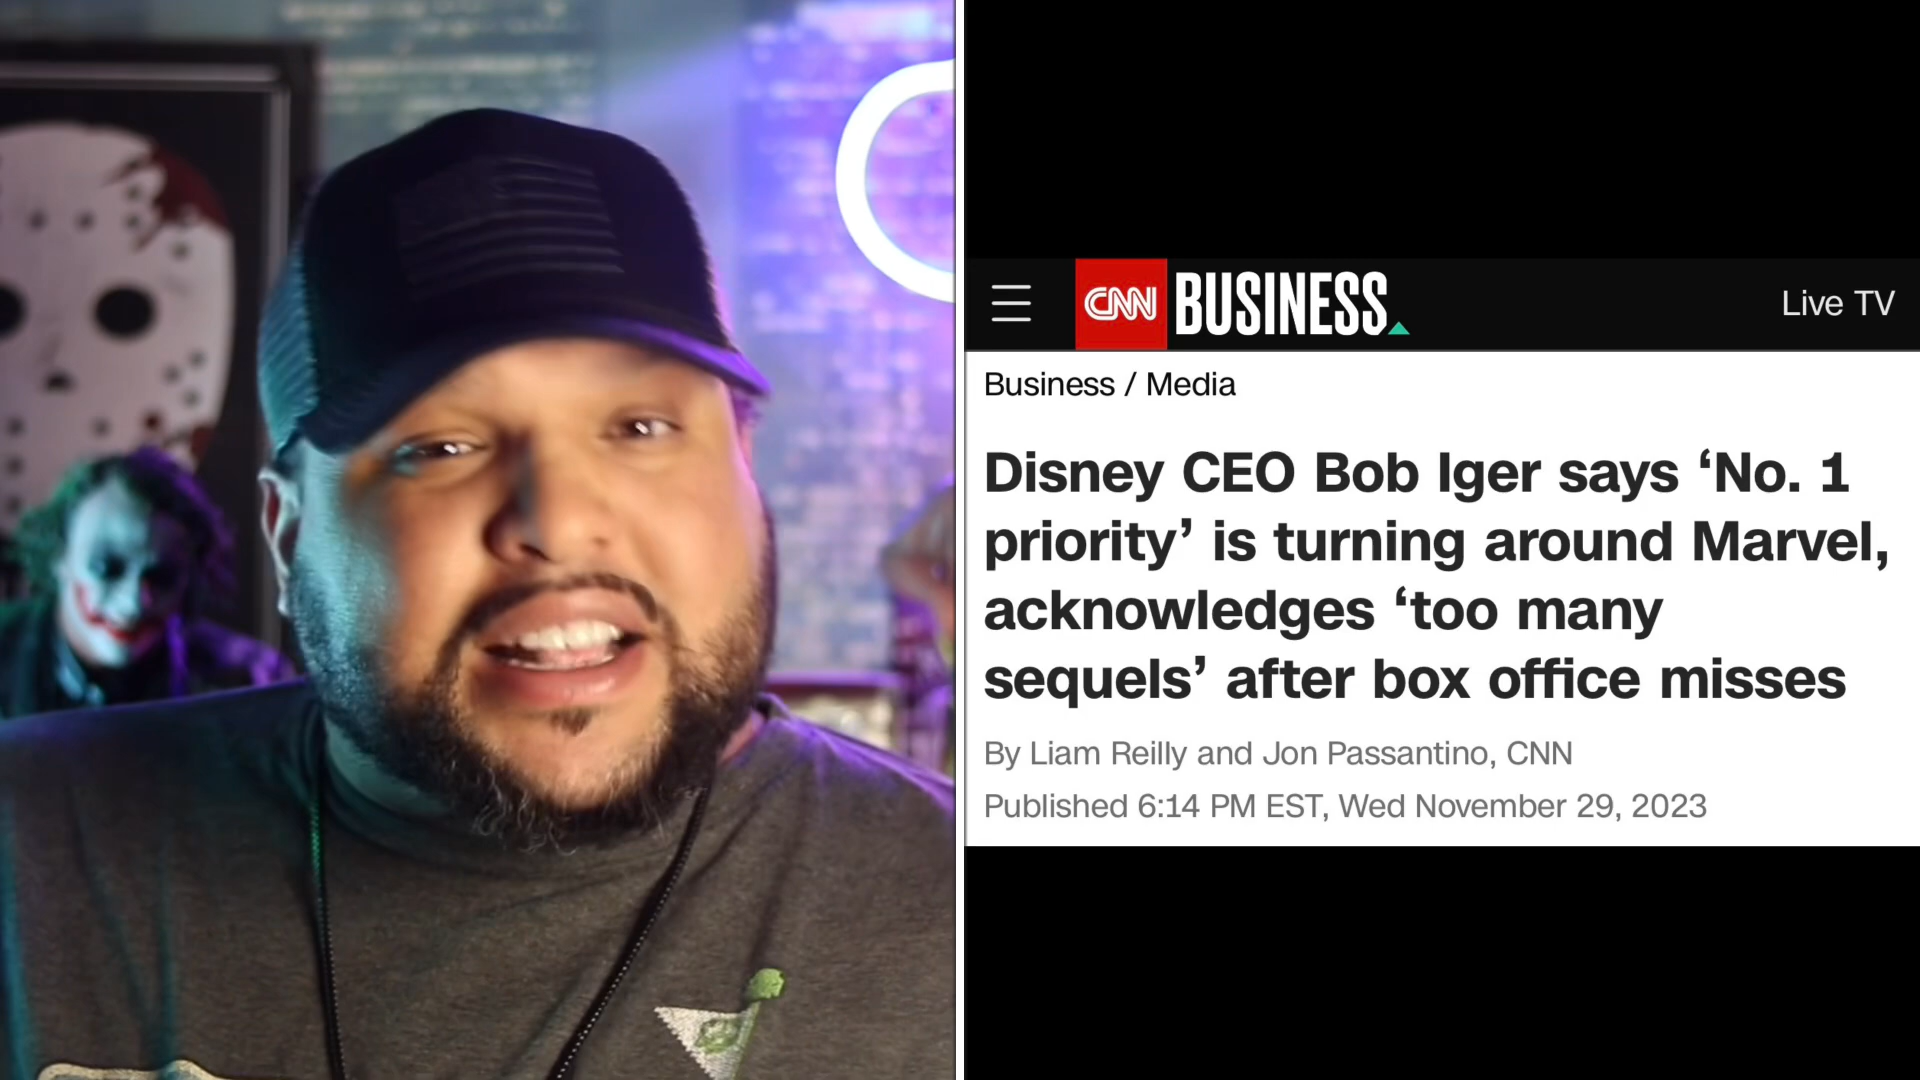 CNN BUSINESS
Live TV
Business / Media
Disney CEO Bob Iger says ‘No. 1
priority’ is turning around Marvel,
acknowledges ‘too many
sequels’ after box office misses
By Liam Reilly and Jon Passantino, CNN
Published 6:14 PM EST, Wed November 29, 2023